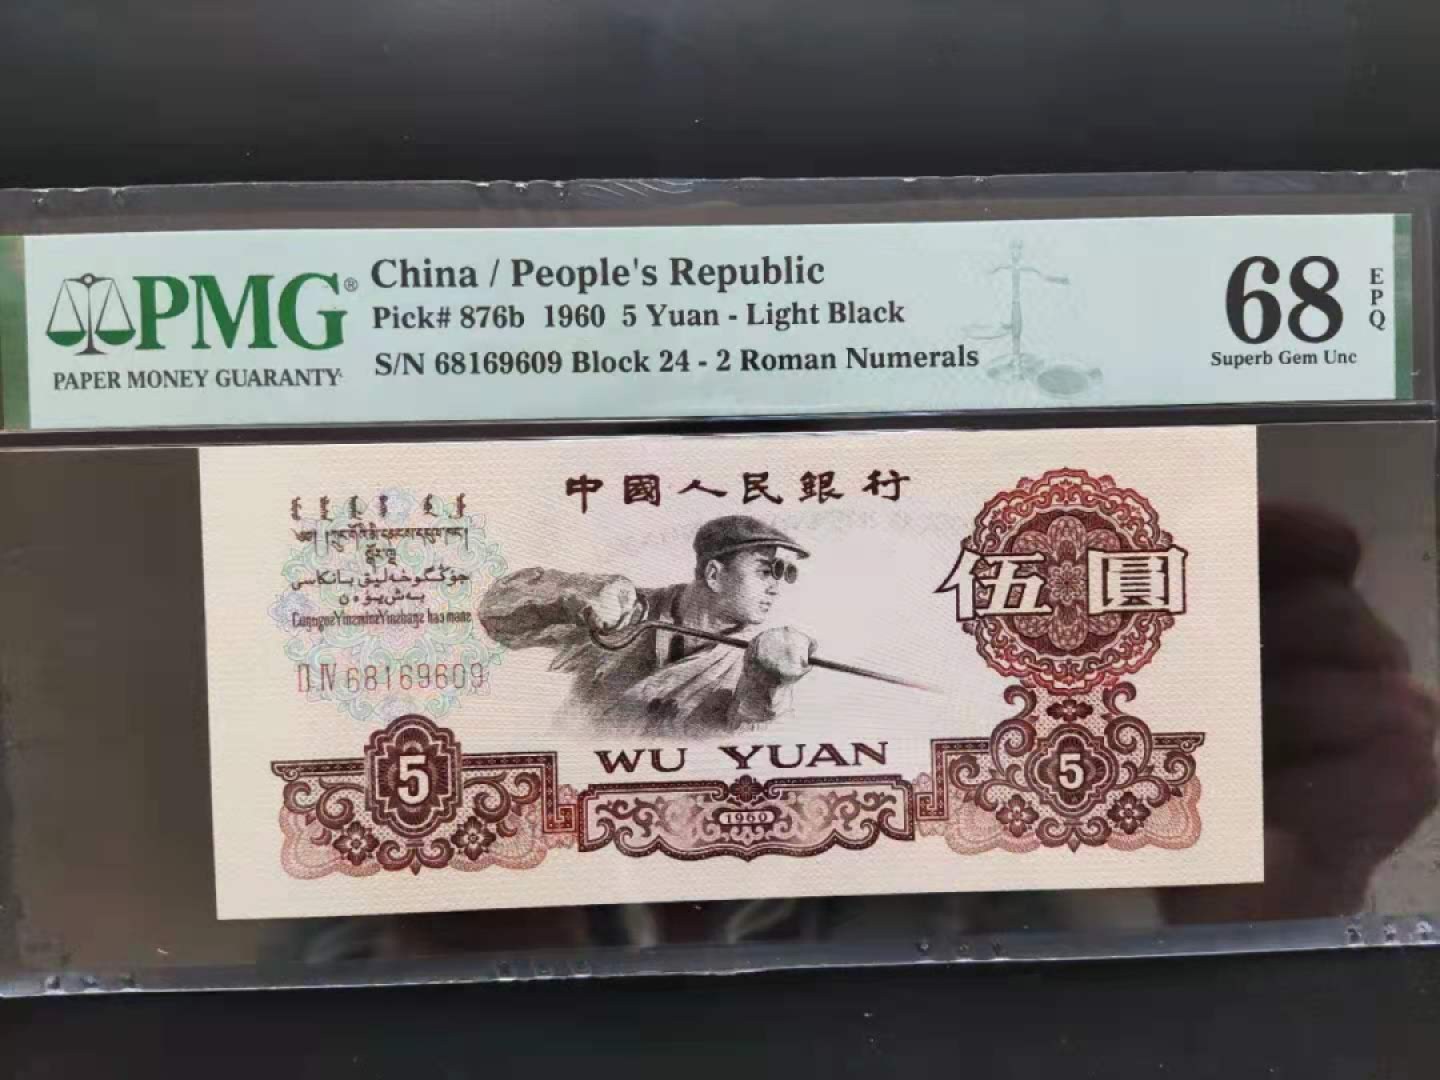 PMG®
PAPER MONEY GUARANTY
China / People's Republic
Pick# 876b 1960 5 Yuan - Light Black
S/N 68169609 Block 24 - 2 Roman Numerals
68
EPQ
Superb Gem Unc
中國人民銀行
伍圓
II IV 68169609
WU YUAN
5
1960
5